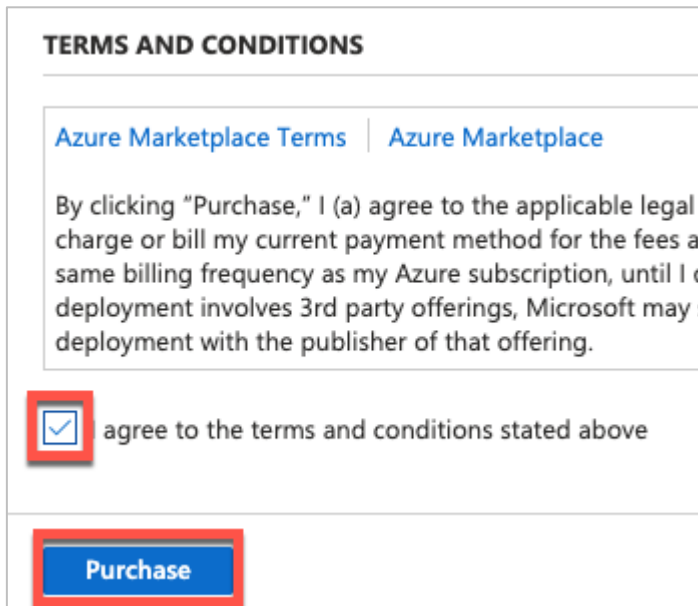 TERMS AND CONDITIONS
Azure Marketplace Terms | Azure Marketplace
By clicking “Purchase,” I (a) agree to the applicable legal
charge or bill my current payment method for the fees a
same billing frequency as my Azure subscription, until I
deployment involves 3rd party offerings, Microsoft may
deployment with the publisher of that offering.
agree to the terms and conditions stated above
Purchase